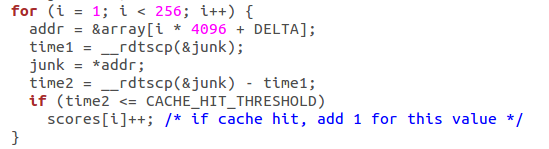 for (i = 1; i < 256; i++) {
addr = &array[i * 4096 + DELTA];
time1 = __rdtscp(&junk);
junk = *addr;
time2 = __rdtscp(&junk) - time1;
if (time2 <= CACHE_HIT_THRESHOLD)
scores[i]++; /* if cache hit, add 1 for this value */
}